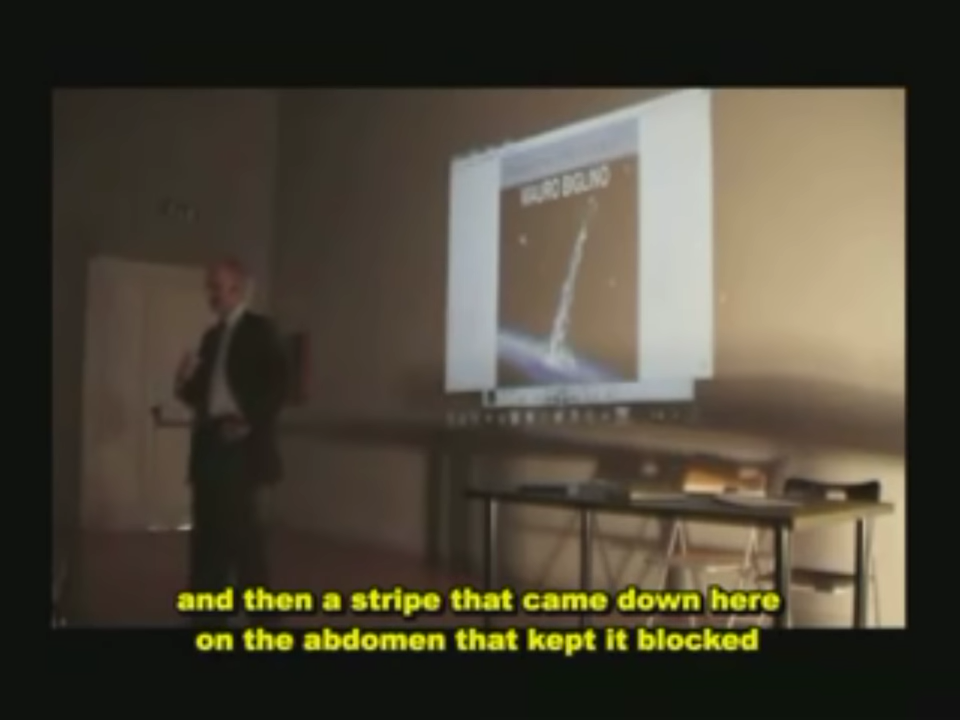 MAURO BIGLINO
and then a stripe that came down here
on the abdomen that kept it blocked